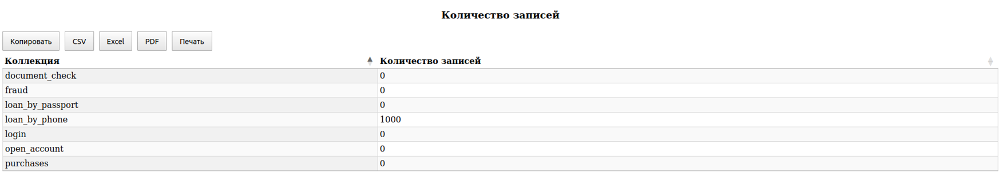 Количество записей
Копировать CSV Excel PDF Печать
Коллекция Количество записей
document_check 0
fraud 0
loan_by_passport 0
loan_by_phone 1000
login 0
open_account 0
purchases 0